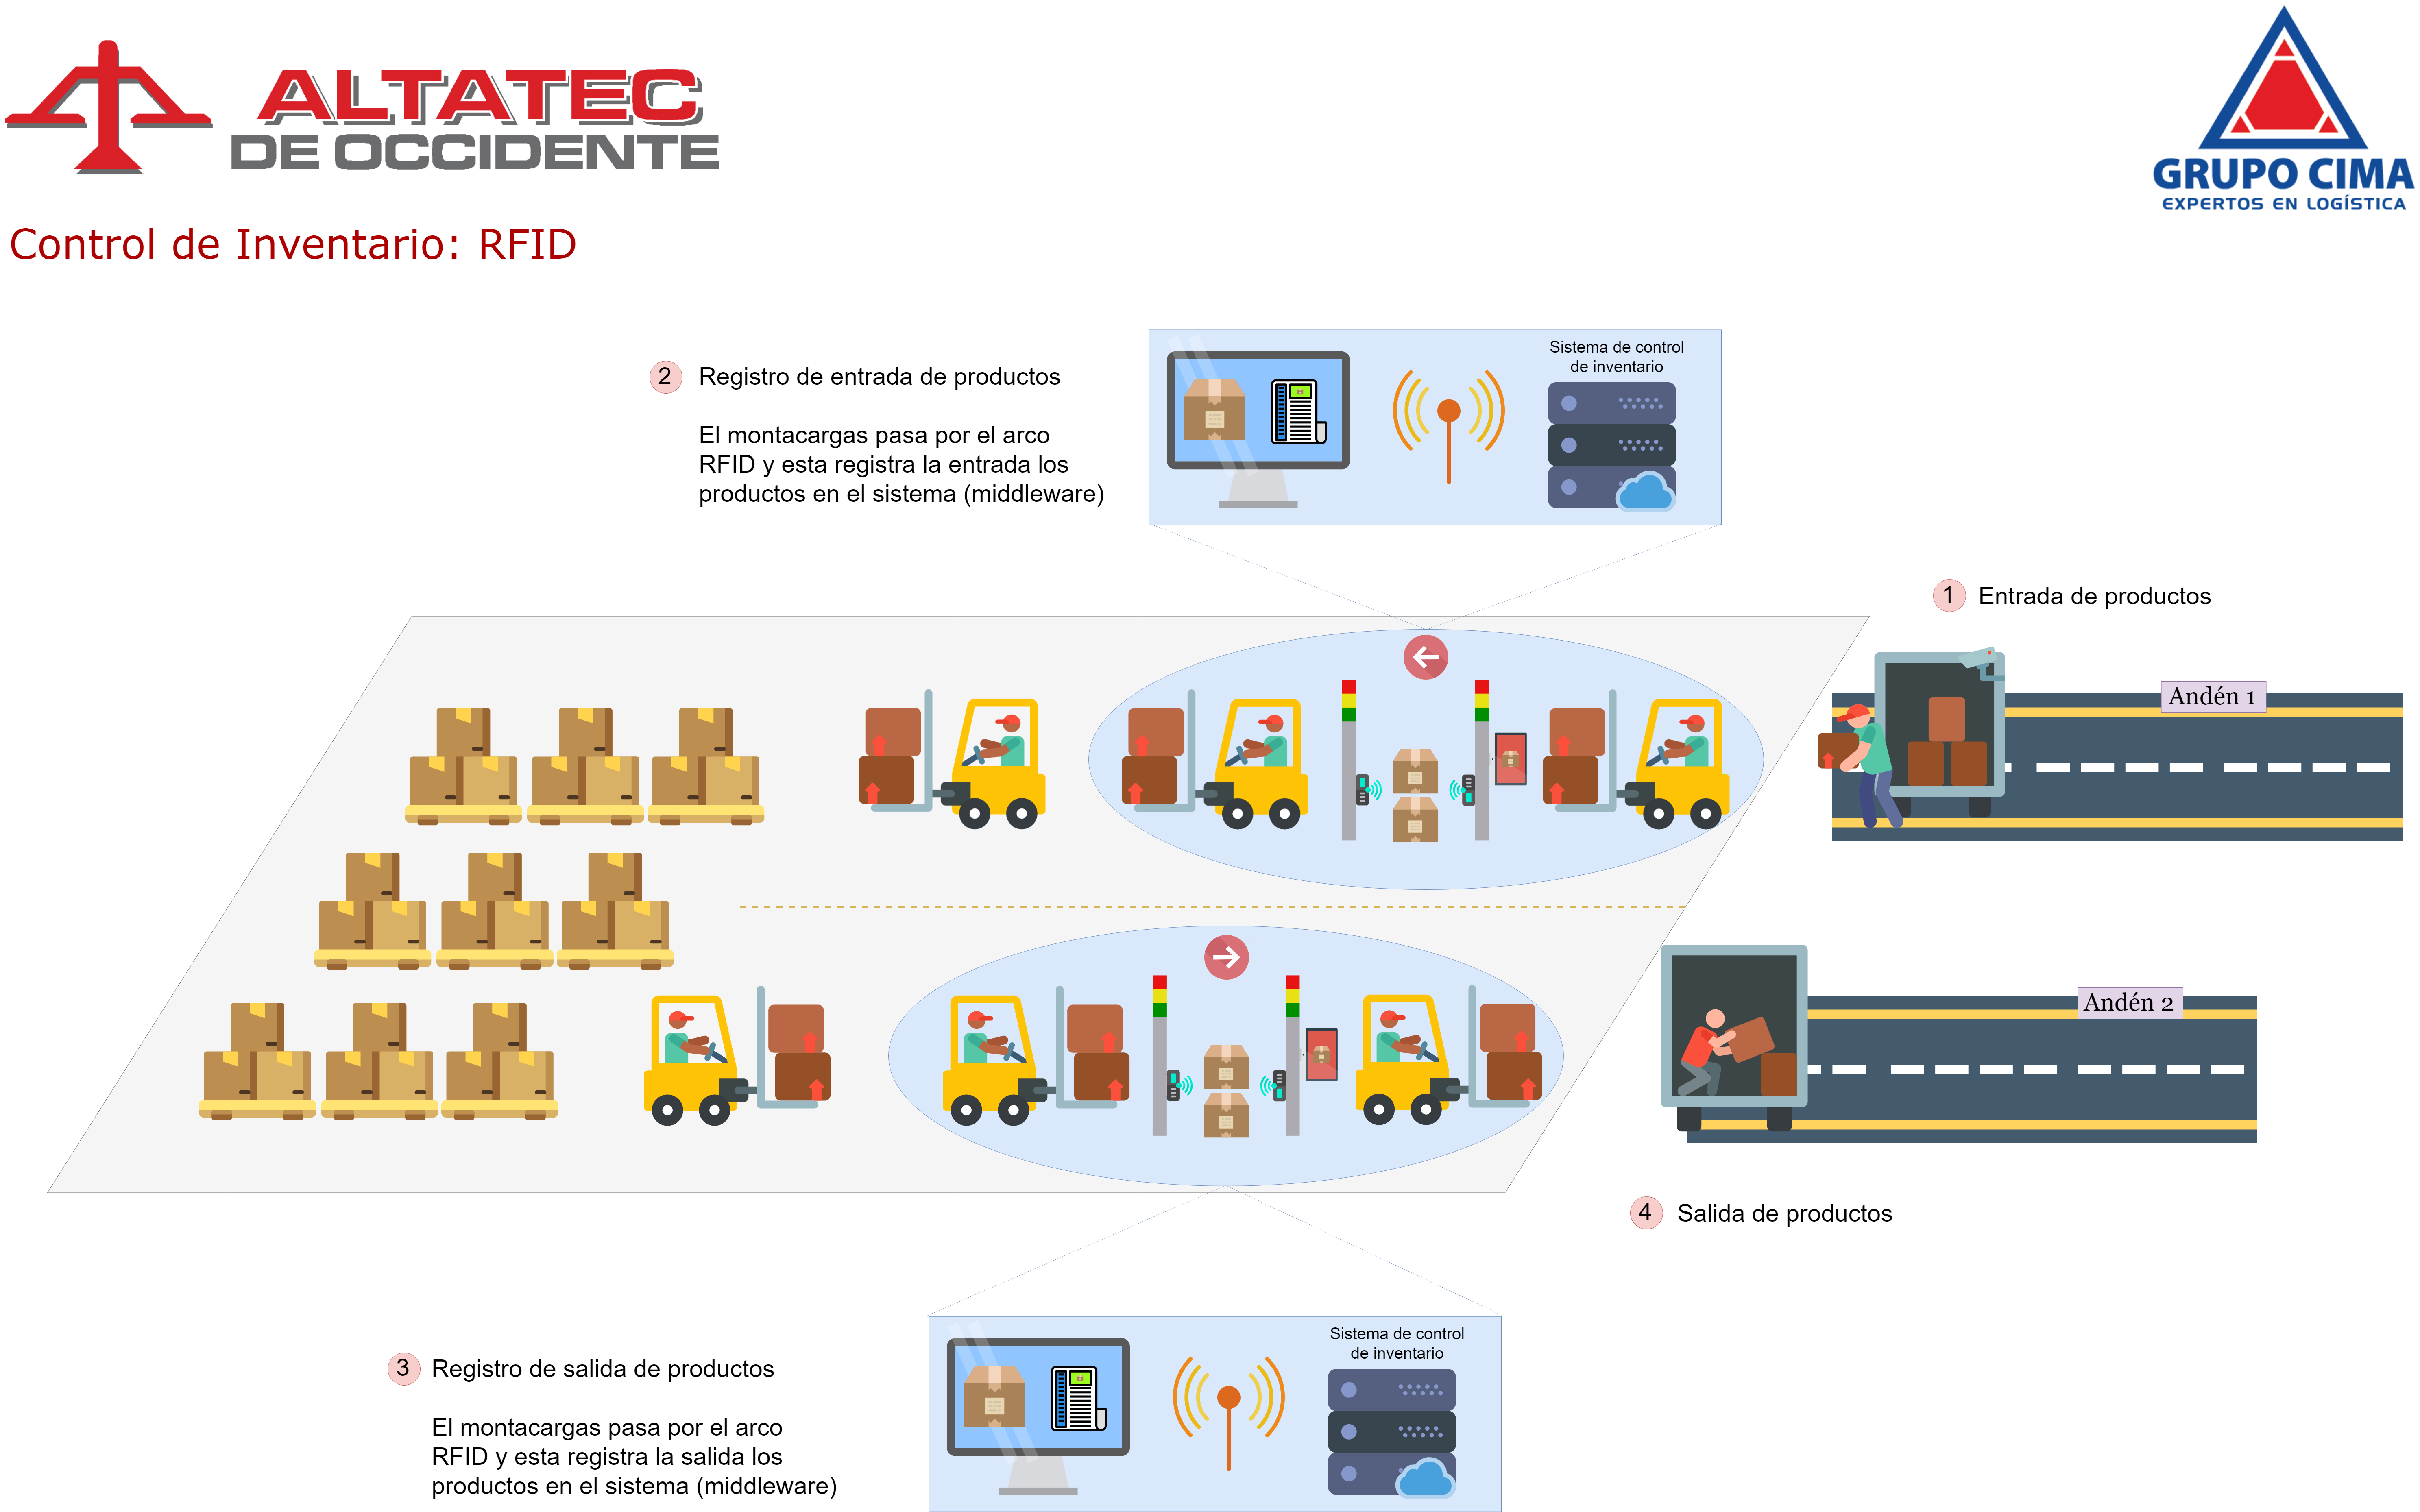 ALTATEC
DE OCCIDENTE
GRUPO CIMA
EXPERTOS EN LOGÍSTICA
Control de Inventario: RFID
2 Registro de entrada de productos
El montacargas pasa por el arco
RFID y esta registra la entrada los
productos en el sistema (middleware)
Sistema de control
de inventario
1 Entrada de productos
Andén 1
Andén 2
4 Salida de productos
3 Registro de salida de productos
El montacargas pasa por el arco
RFID y esta registra la salida los
productos en el sistema (middleware)
Sistema de control
de inventario